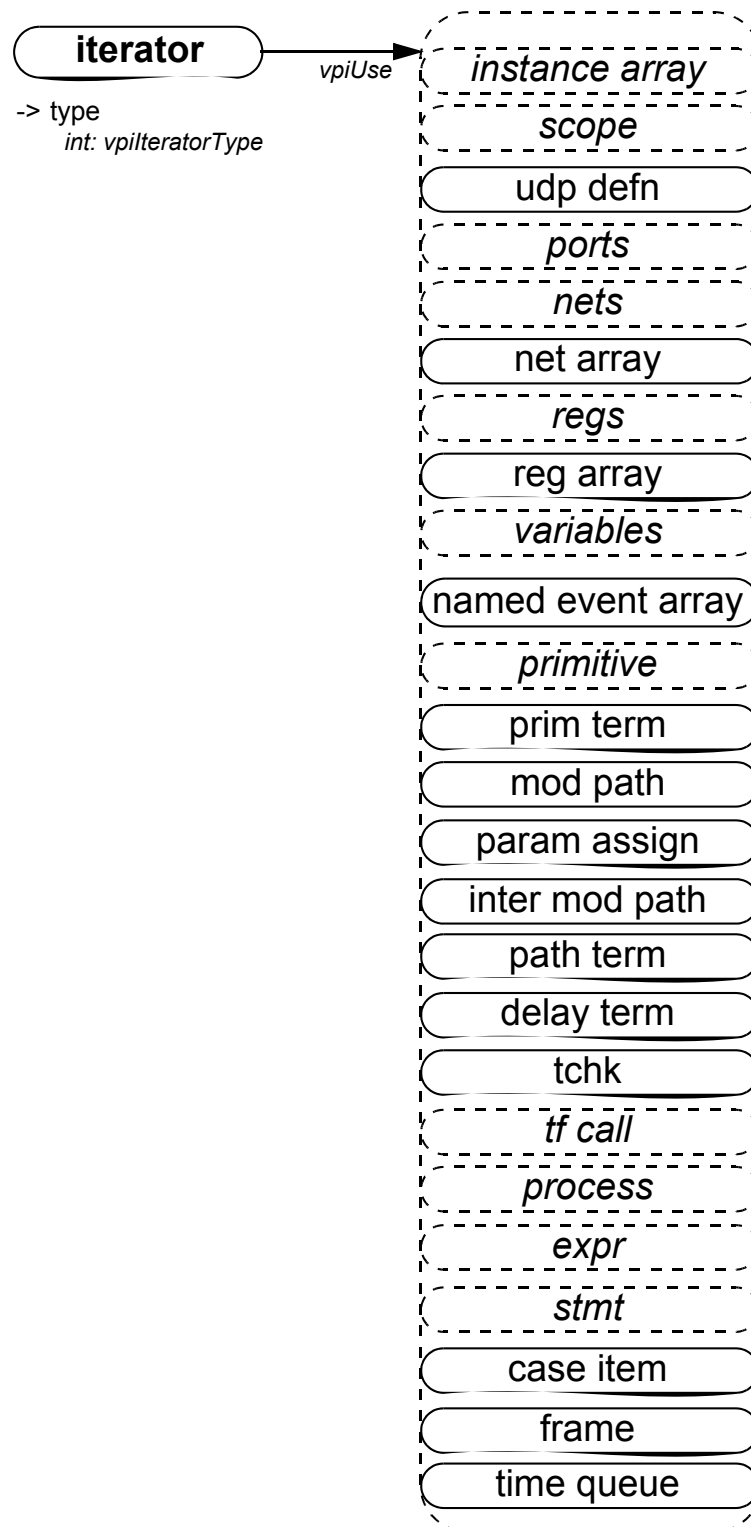 iterator
vpiUse
-> type
int: vpiIteratorType
instance array
scope
udp defn
ports
nets
net array
regs
reg array
variables
named event array
primitive
prim term
mod path
param assign
inter mod path
path term
delay term
tchk
tf call
process
expr
stmt
case item
frame
time queue